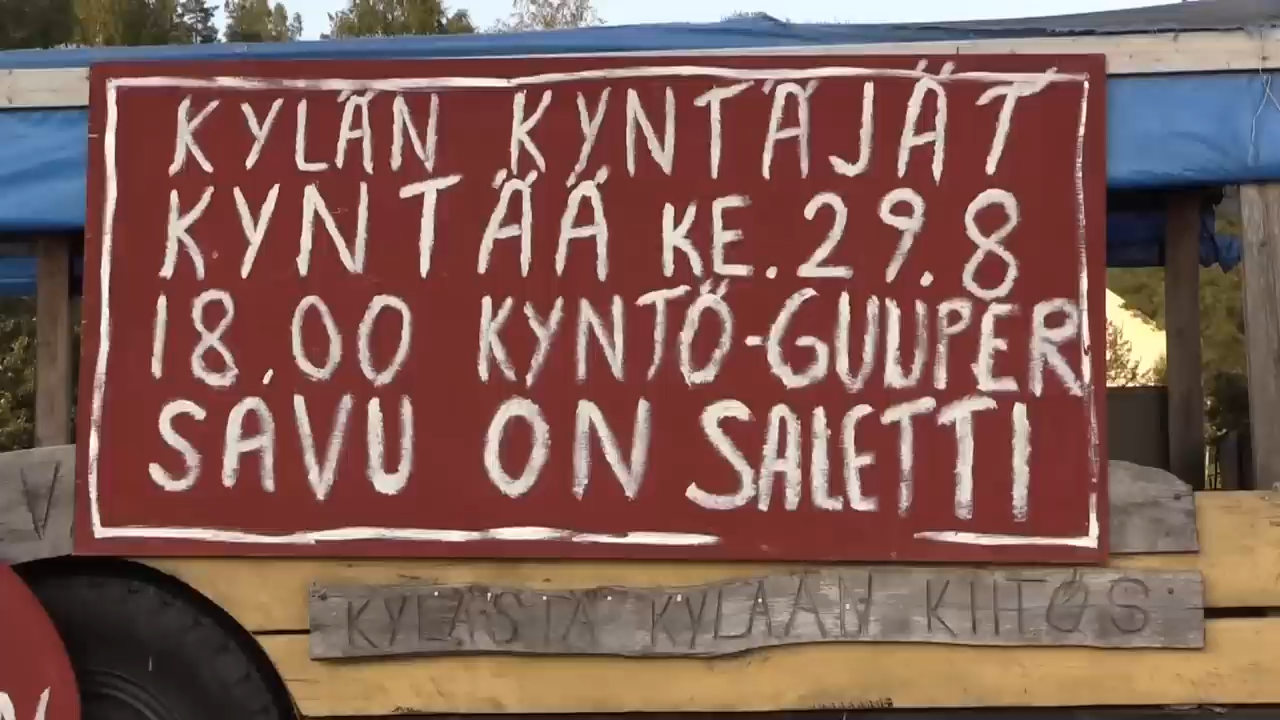 KYLÄN KYNTÄJÄT
KYNTÄÄ KE. 29.8
18.00 KYNTÖ-GUUPER
SAVU ON SALETTI
V
KYLÄSTÄ KYLÄÄN KIITOS
N